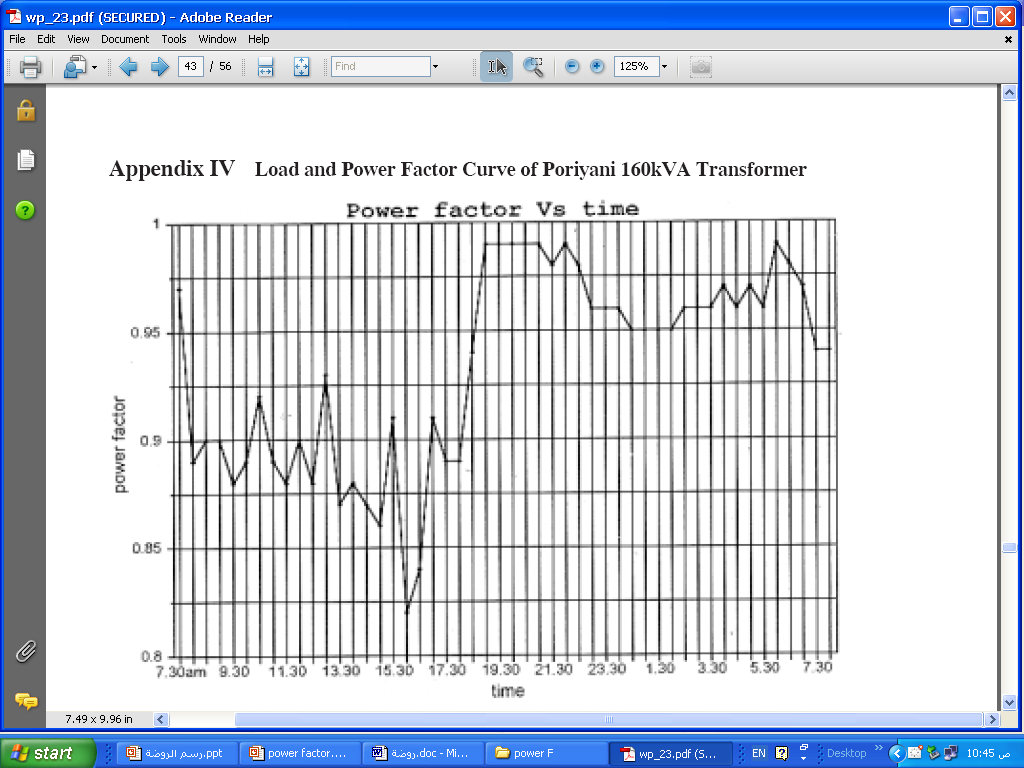 wp_23.pdf (SECURED) - Adobe Reader
File Edit View Document Tools Window Help
43 / 56 Find 125%
Appendix IV Load and Power Factor Curve of Poriyani 160kVA Transformer
Power factor Vs time
1
0.95
0.9
0.85
0.8
power factor
7.30am 9.30 11.30 13.30 15.30 17.30 19.30 21.30 23.30 1.30 3.30 5.30 7.30
time
7.49 x 9.96 in
start رسم الروضة.ppt power factor.... روضة.doc - Mi... power F wp_23.pdf (S... EN Desktop 10:45 ص